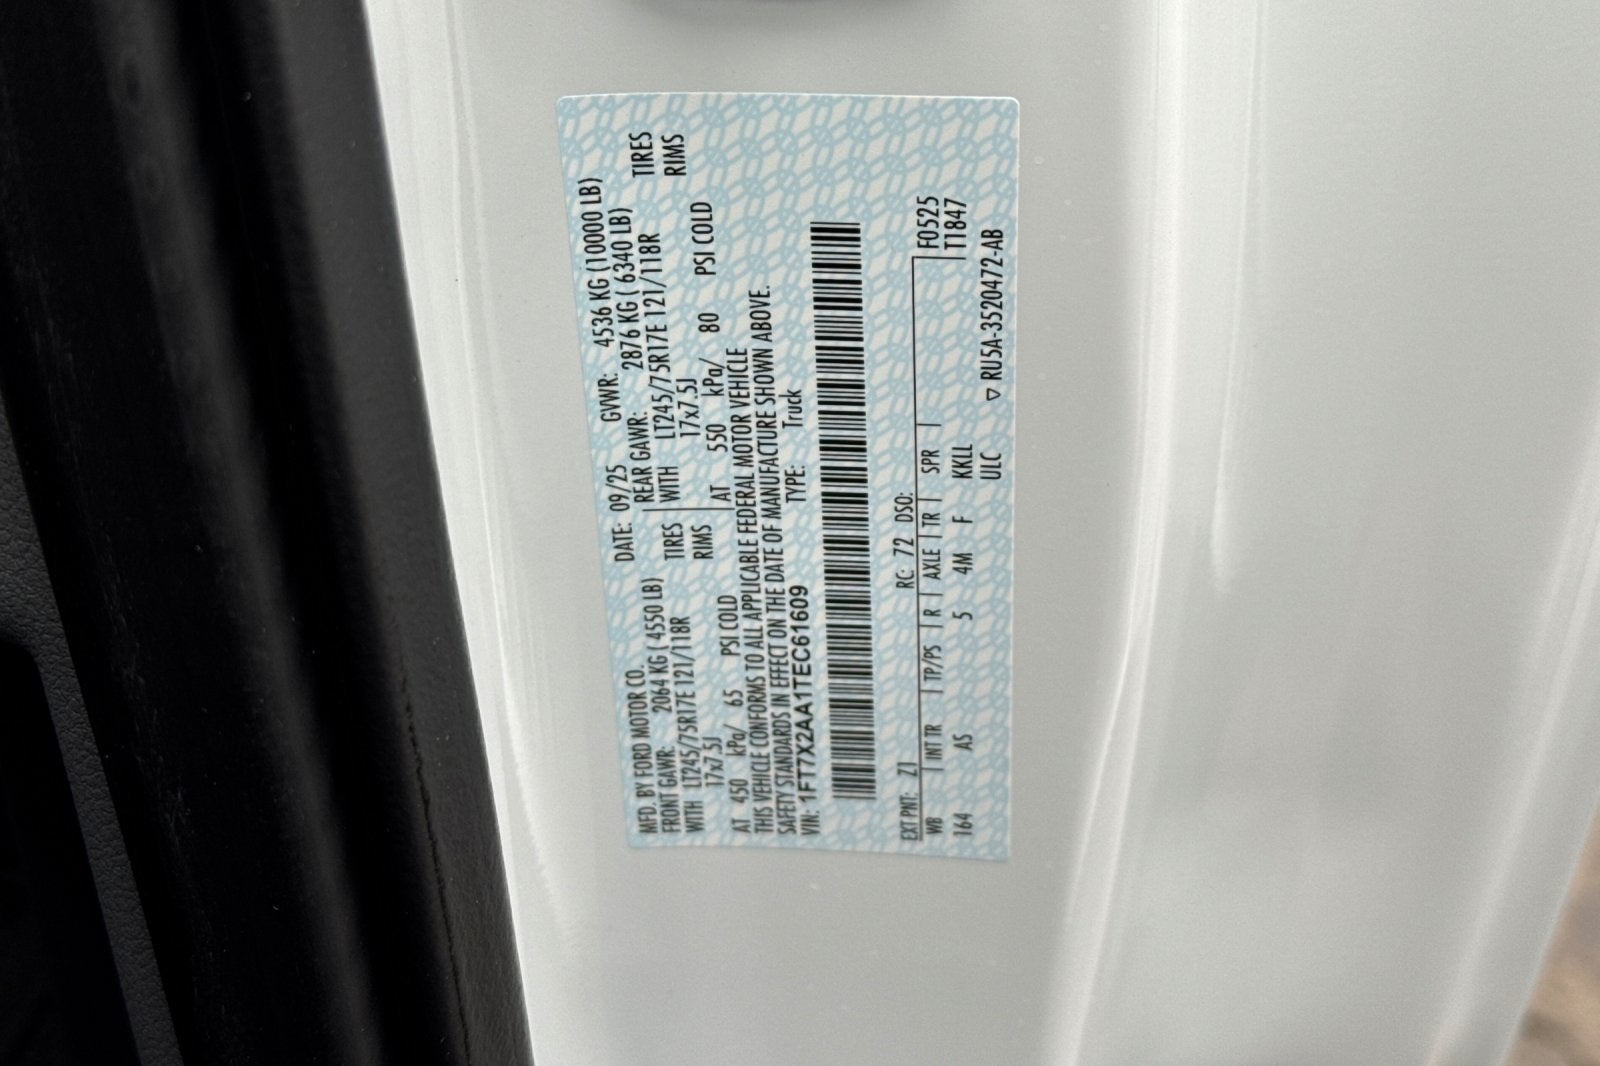 MFD. BY FORD MOTOR CO. DATE: 09/25 GVWR: 4536 KG (10000 LB)
FRONT GAWR: 2064 KG ( 4550 LB) REAR GAWR: 2876 KG ( 6340 LB)
WITH LT245/75R17E 121/118R TIRES WITH LT245/75R17E 121/118R TIRES
17x7.5J RIMS 17x7.5J RIMS
AT 450 kPa/ 65 PSI COLD AT 550 kPa/ 80 PSI COLD
THIS VEHICLE CONFORMS TO ALL APPLICABLE FEDERAL MOTOR VEHICLE
SAFETY STANDARDS IN EFFECT ON THE DATE OF MANUFACTURE SHOWN ABOVE.
VIN: 1FT7X2AA1TEC61609 TYPE: Truck
EXT PNT: Z1 RC: 72 DSO: F0525
WB INT TR TP/PS R AXLE TR SPR T1847
164 AS 5 4M F KKLL
ULC ▽ RU5A-3520472-AB